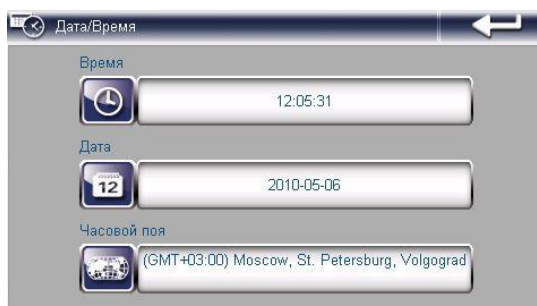 Дата/Время
Время
12:05:31
Дата
12
2010-05-06
Часовой поя
(GMT+03:00) Moscow, St. Petersburg, Volgograd